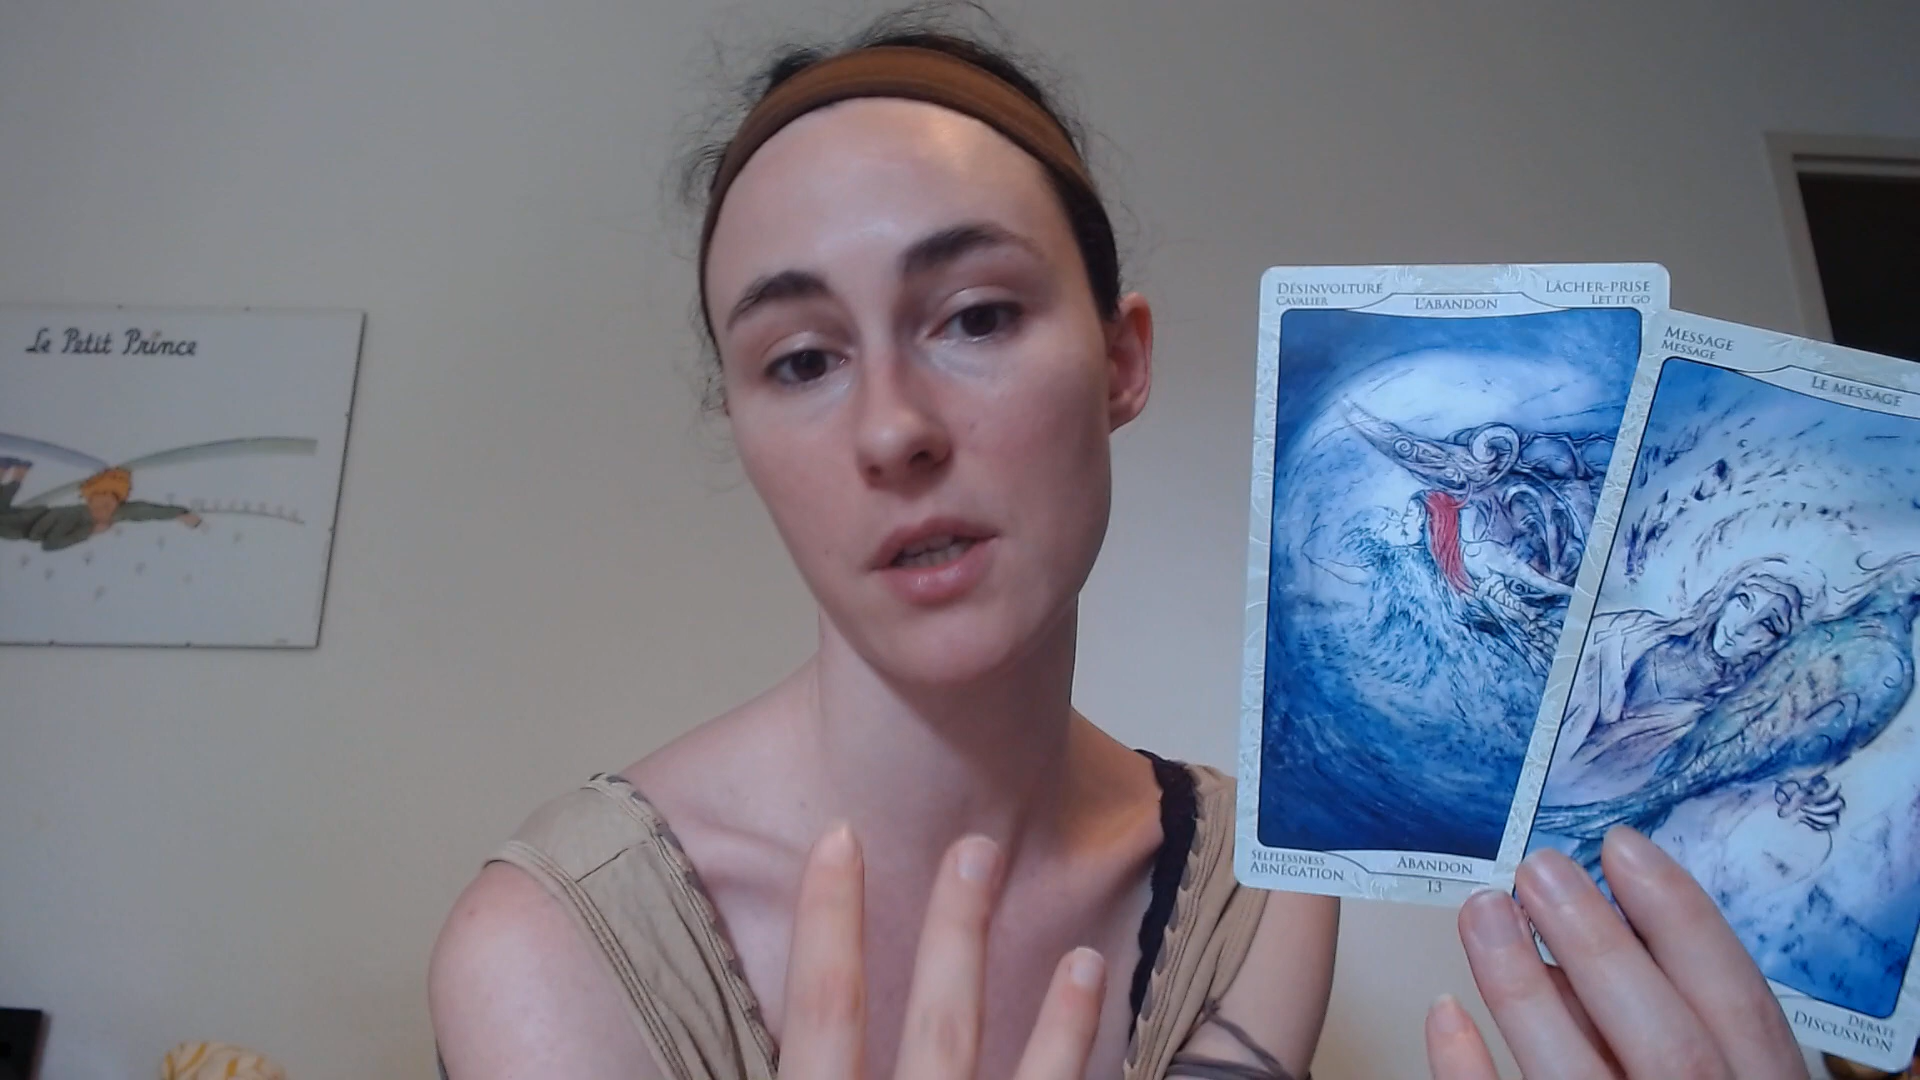 Le Petit Prince
DÉSINVOLTURE
CAVALIER
L'ABANDON
LÂCHER-PRISE
LET IT GO
SELFLESSNESS
ABNÉGATION
ABANDON
13
MESSAGE
MESSAGE
LE MESSAGE
DEBATE
DISCUSSION